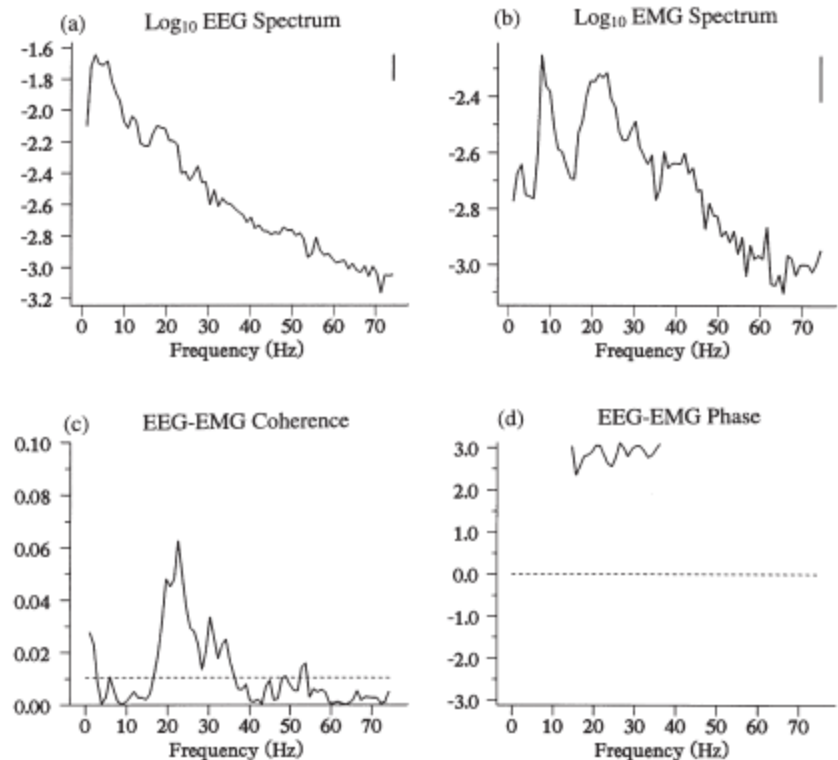 (a) Log₁₀ EEG Spectrum
-1.6
-1.8
-2.0
-2.2
-2.4
-2.6
-2.8
-3.0
-3.2
0 10 20 30 40 50 60 70
Frequency (Hz)
(b) Log₁₀ EMG Spectrum
-2.4
-2.6
-2.8
-3.0
0 10 20 30 40 50 60 70
Frequency (Hz)
(c) EEG-EMG Coherence
0.10
0.08
0.06
0.04
0.02
0.00
0 10 20 30 40 50 60 70
Frequency (Hz)
(d) EEG-EMG Phase
3.0
2.0
1.0
0.0
-1.0
-2.0
-3.0
0 10 20 30 40 50 60 70
Frequency (Hz)